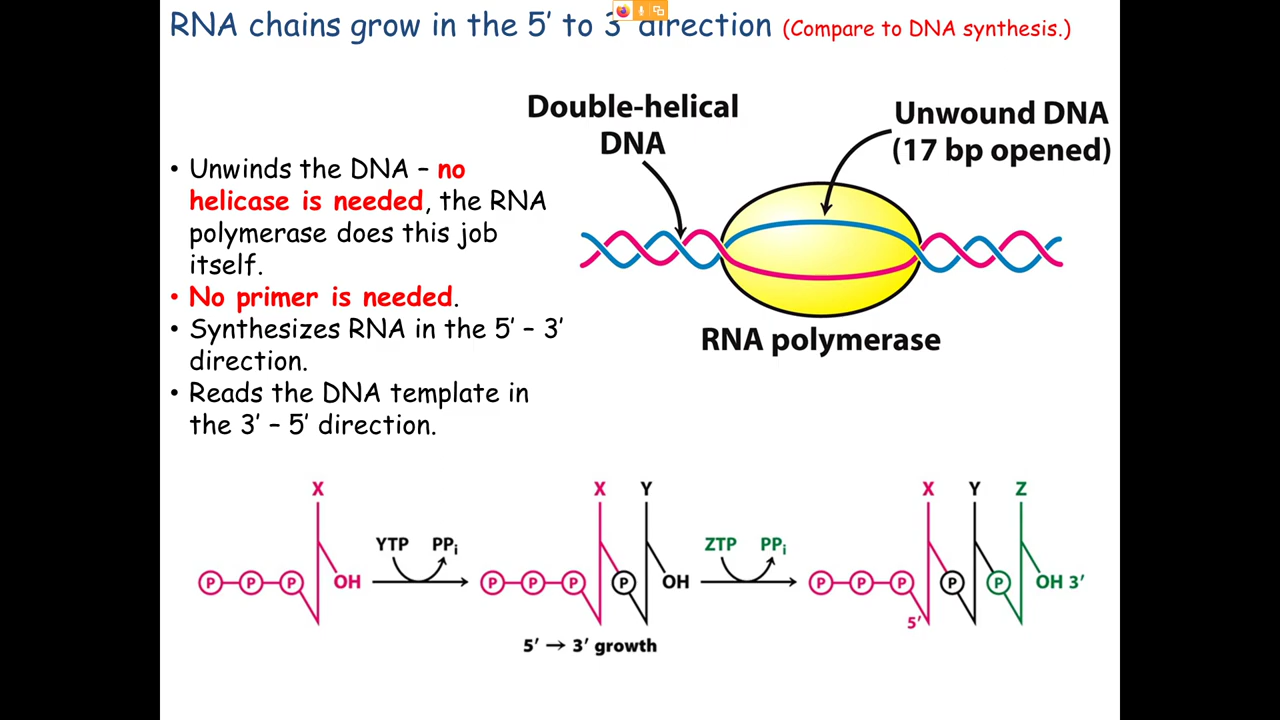 RNA chains grow in the 5′ to 3′ direction (Compare to DNA synthesis.)
Double-helical
DNA
Unwound DNA
(17 bp opened)
• Unwinds the DNA – no
helicase is needed, the RNA
polymerase does this job
itself.
• No primer is needed.
• Synthesizes RNA in the 5′ – 3′
direction.
• Reads the DNA template in
the 3′ – 5′ direction.
RNA polymerase
X
X Y
X Y Z
YTP PPi
ZTP PPi
P P P OH
P P P P OH
P P P P P OH 3′
5′
5′ → 3′ growth